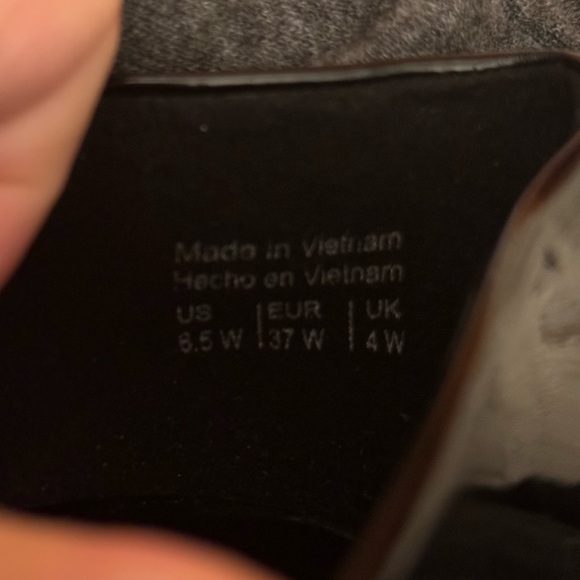 Made in Vietnam
Hecho en Vietnam
US | EUR | UK
6.5 W | 37 W | 4 W